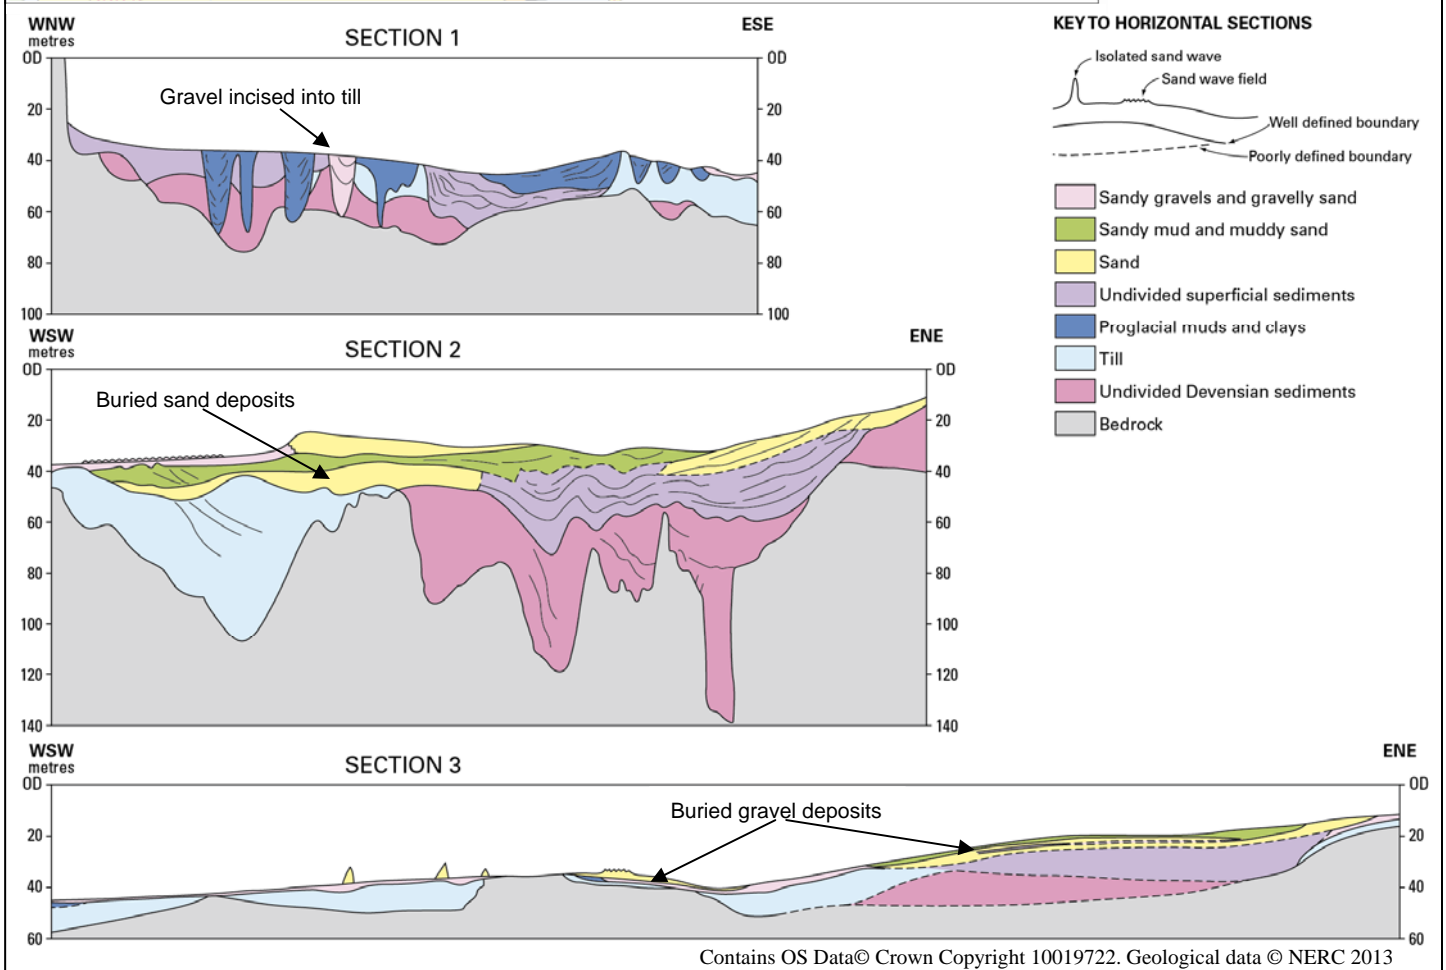 WNW
metres
SECTION 1
ESE
OD
OD
Gravel incised into till
20
20
40
40
60
60
80
80
100
100
WSW
metres
SECTION 2
ENE
OD
OD
Buried sand deposits
20
20
40
40
60
60
80
80
100
100
120
120
140
140
WSW
metres
SECTION 3
ENE
OD
OD
Buried gravel deposits
20
20
40
40
60
60
KEY TO HORIZONTAL SECTIONS
Isolated sand wave
Sand wave field
Well defined boundary
Poorly defined boundary
Sandy gravels and gravelly sand
Sandy mud and muddy sand
Sand
Undivided superficial sediments
Proglacial muds and clays
Till
Undivided Devensian sediments
Bedrock
Contains OS Data© Crown Copyright 10019722. Geological data © NERC 2013